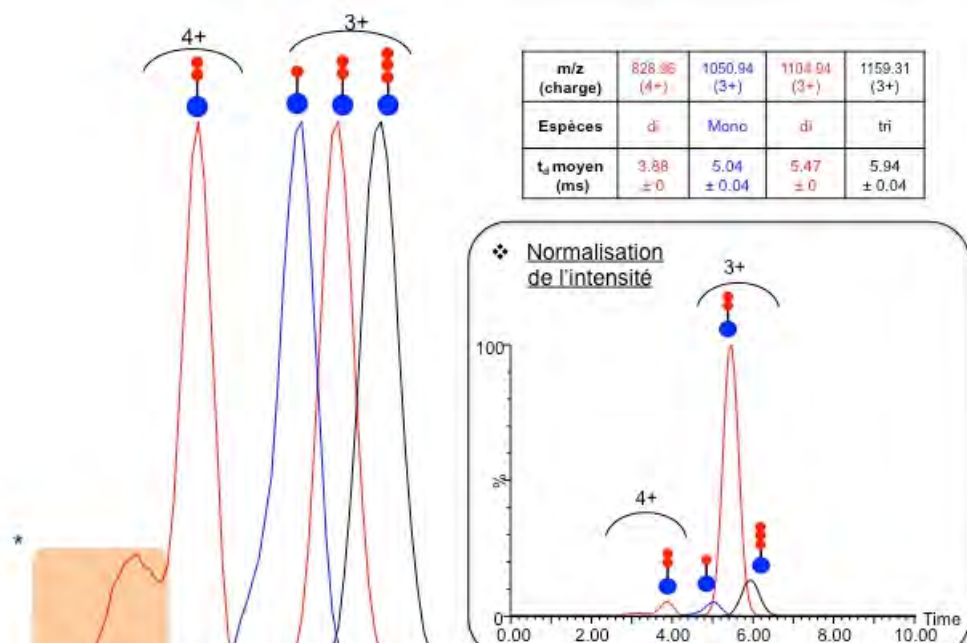 4+
3+
m/z (charge) 828.96 (4+) 1050.94 (3+) 1104.94 (3+) 1159.31 (3+)
Espèces di Mono di tri
t_d moyen (ms) 3.88 ± 0 5.04 ± 0.04 5.47 ± 0 5.94 ± 0.04
❖ Normalisation
de l'intensité
3+
100
%
4+
*
0
Time
0.00 2.00 4.00 6.00 8.00 10.00